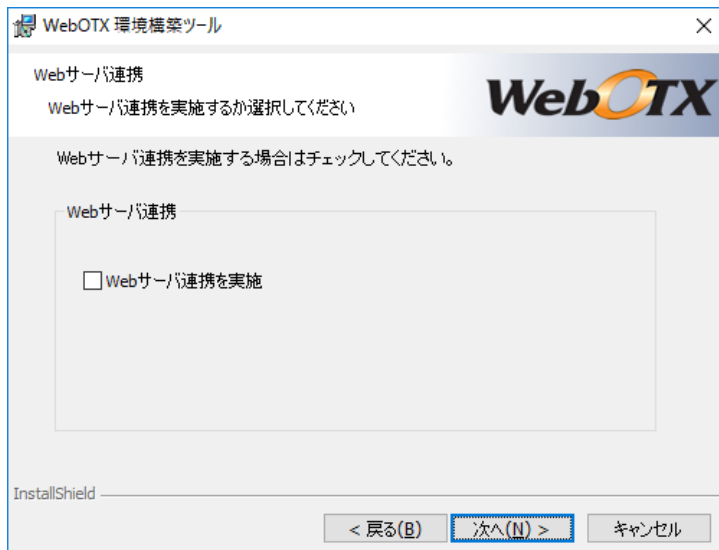 WebOTX 環境構築ツール
Webサーバ連携
Webサーバ連携を実施するか選択してください
WebOTX
Webサーバ連携を実施する場合はチェックしてください。
Webサーバ連携
Webサーバ連携を実施
InstallShield
< 戻る(B)
次へ(N) >
キャンセル